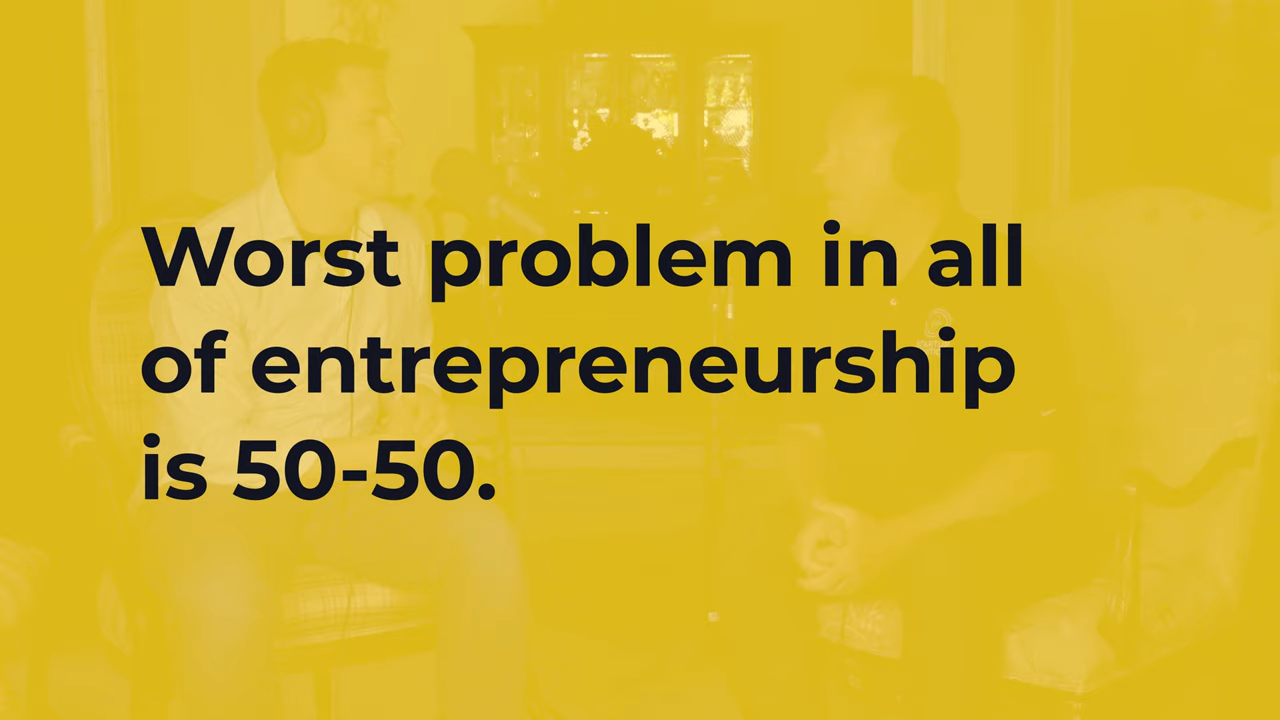 Worst problem in all
of entrepreneurship
is 50-50.